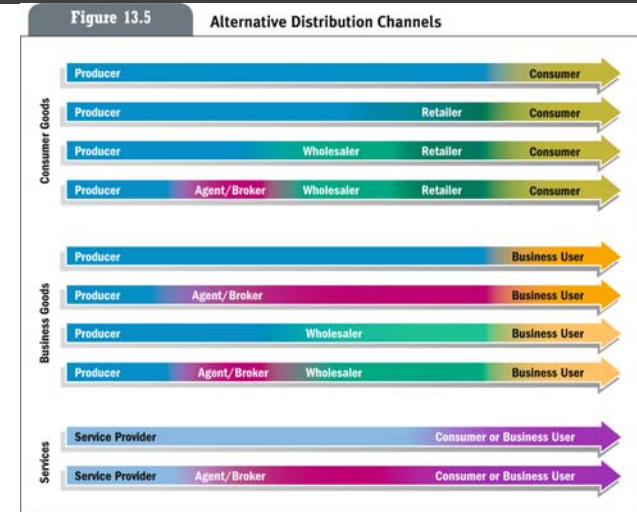 Figure 13.5 Alternative Distribution Channels
Consumer Goods
Producer Consumer
Producer Retailer Consumer
Producer Wholesaler Retailer Consumer
Producer Agent/Broker Wholesaler Retailer Consumer
Business Goods
Producer Business User
Producer Agent/Broker Business User
Producer Wholesaler Business User
Producer Agent/Broker Wholesaler Business User
Services
Service Provider Consumer or Business User
Service Provider Agent/Broker Consumer or Business User